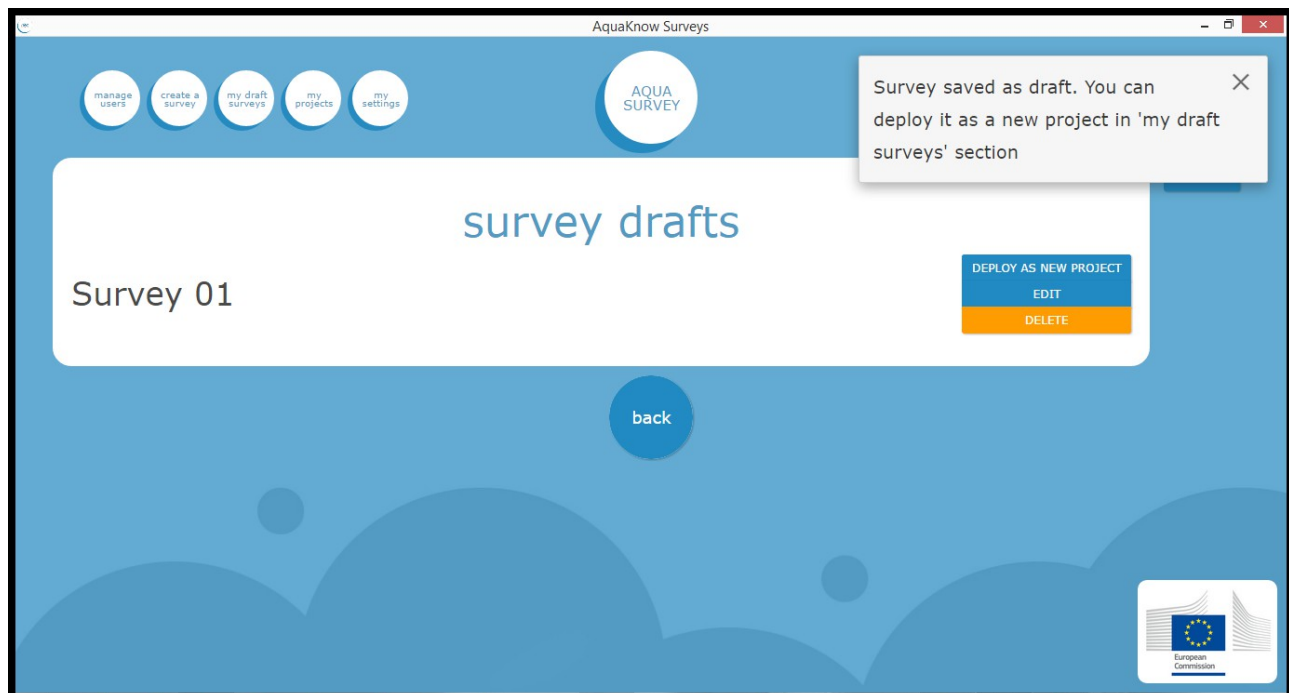 AquaKnow Surveys
manage
users
create a
survey
my draft
surveys
my
projects
my
settings
AQUA
SURVEY
Survey saved as draft. You can
deploy it as a new project in 'my draft
surveys' section
survey drafts
Survey 01
DEPLOY AS NEW PROJECT
EDIT
DELETE
back
European
Commission